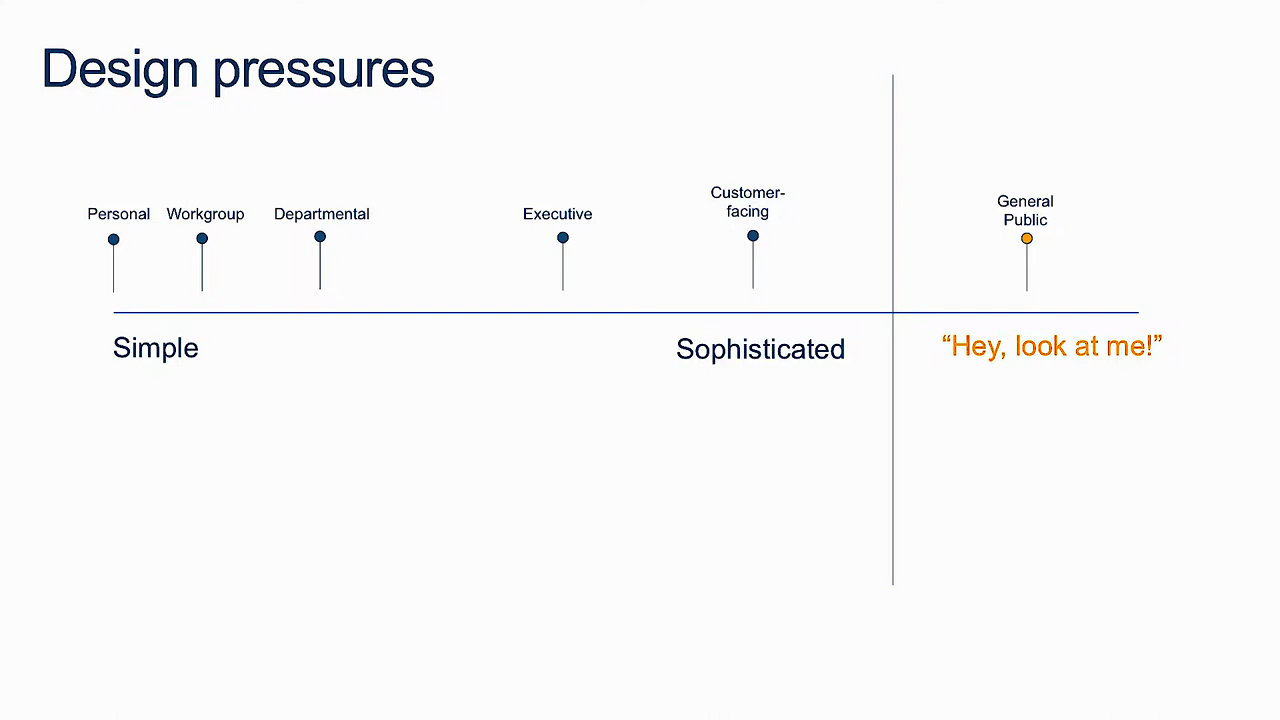 Design pressures
Personal
Workgroup
Departmental
Executive
Customer-
facing
General
Public
Simple
Sophisticated
“Hey, look at me!”